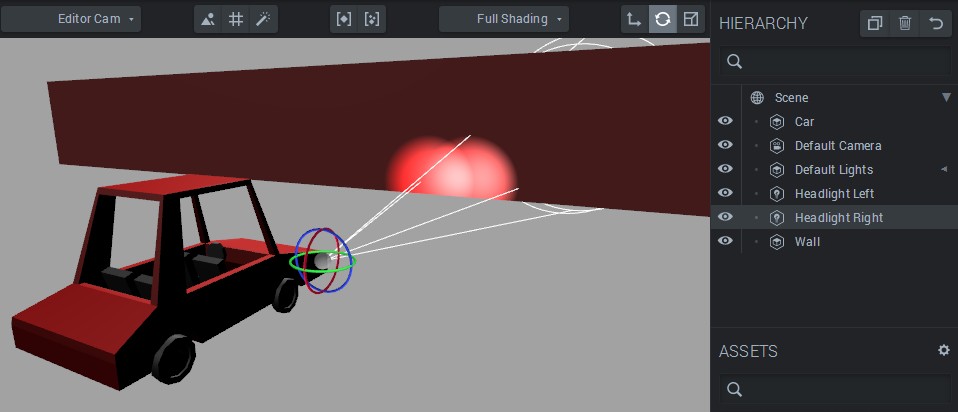 Editor Cam
Full Shading
HIERARCHY
Scene
Car
Default Camera
Default Lights
Headlight Left
Headlight Right
Wall
ASSETS